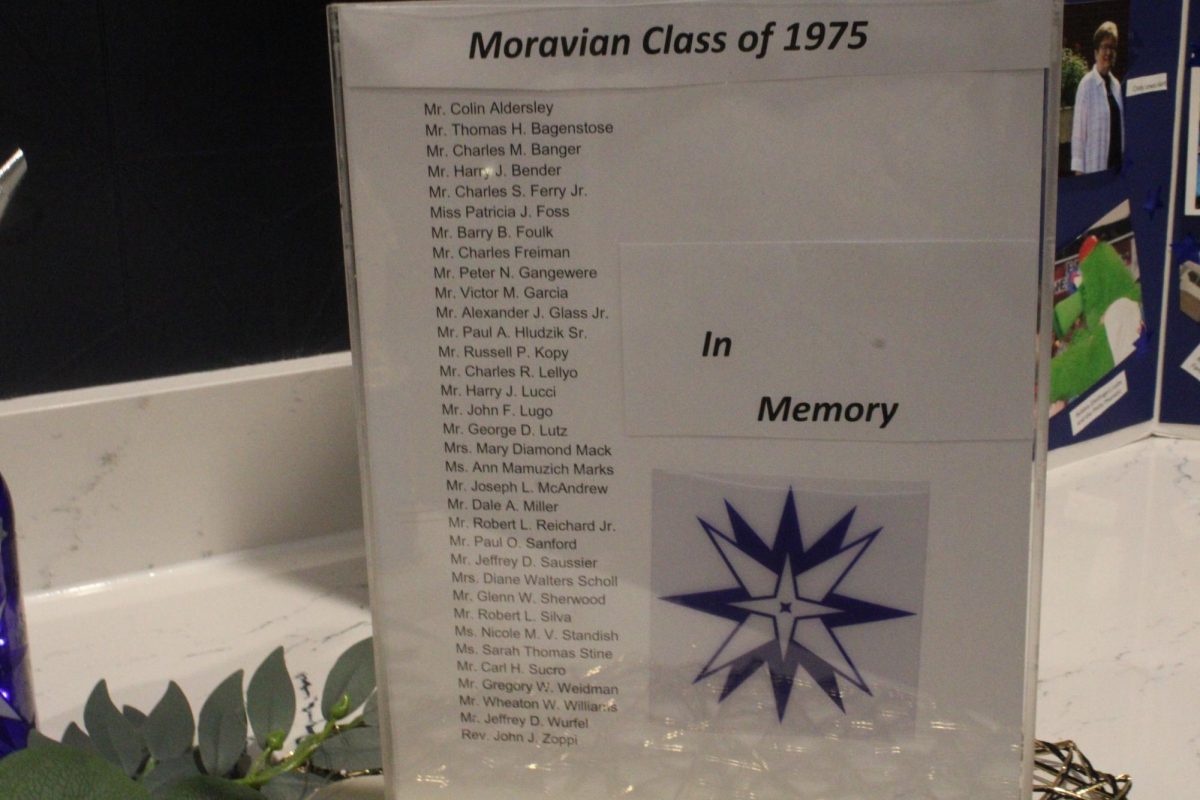 Moravian Class of 1975
Mr. Colin Aldersley
Mr. Thomas H. Bagenstose
Mr. Charles M. Banger
Mr. Harry J. Bender
Mr. Charles S. Ferry Jr.
Miss Patricia J. Foss
Mr. Barry B. Foulk
Mr. Charles Freiman
Mr. Peter N. Gangewere
Mr. Victor M. Garcia
Mr. Alexander J. Glass Jr.
Mr. Paul A. Hludzik Sr.
Mr. Russell P. Kopy
Mr. Charles R. Lellyo
Mr. Harry J. Lucci
Mr. John F. Lugo
Mr. George D. Lutz
Mrs. Mary Diamond Mack
Ms. Ann Mamuzich Marks
Mr. Joseph L. McAndrew
Mr. Dale A. Miller
Mr. Robert L. Reichard Jr.
Mr. Paul O. Sanford
Mr. Jeffrey D. Saussier
Mrs. Diane Walters Scholl
Mr. Glenn W. Sherwood
Mr. Robert L. Silva
Ms. Nicole M. V. Standish
Ms. Sarah Thomas Stine
Mr. Carl H. Sucro
Mr. Gregory W. Weidman
Mr. Wheaton W. Williams
Mr. Jeffrey D. Wurfel
Rev. John J. Zoppi
In
Memory